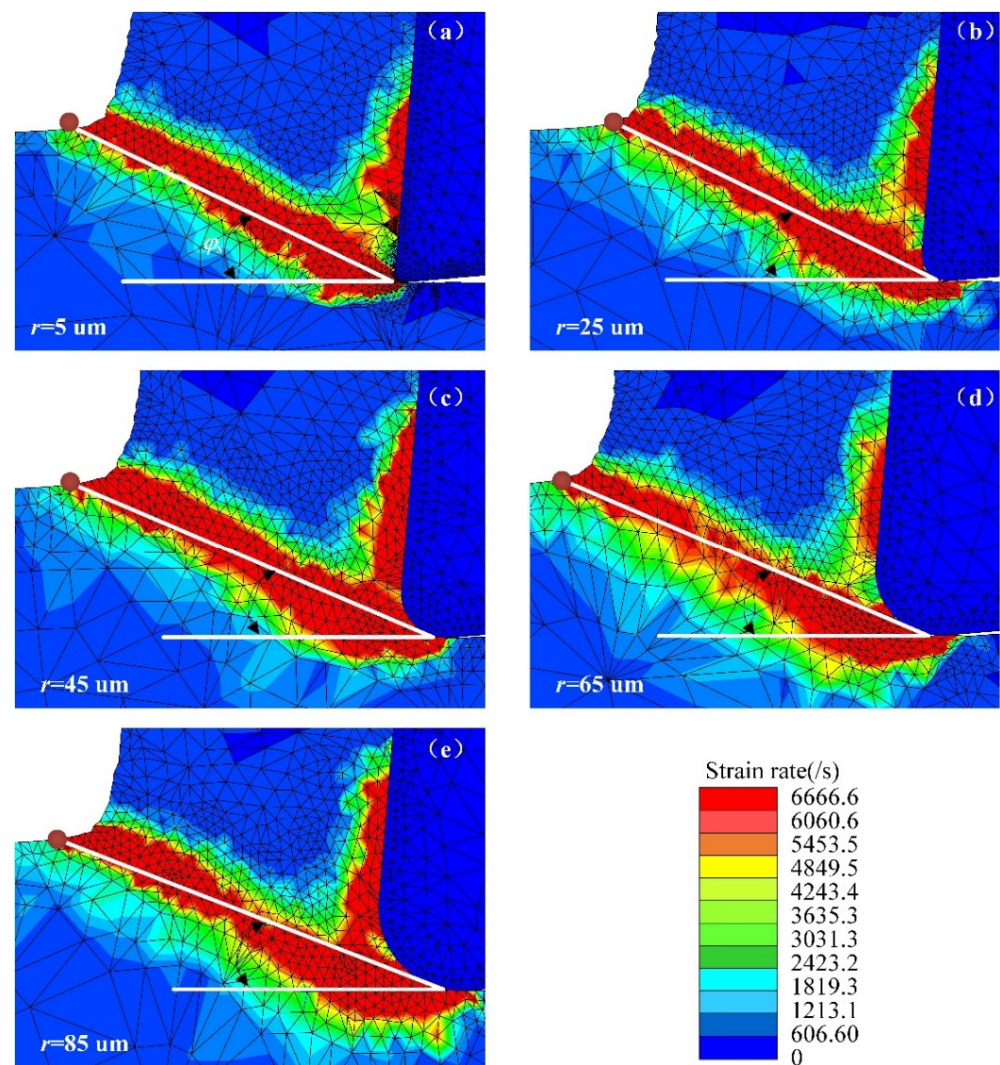 (a)
φ
r=5 um
(b)
r=25 um
(c)
r=45 um
(d)
r=65 um
(e)
r=85 um
Strain rate(/s)
6666.6
6060.6
5453.5
4849.5
4243.4
3635.3
3031.3
2423.2
1819.3
1213.1
606.60
0